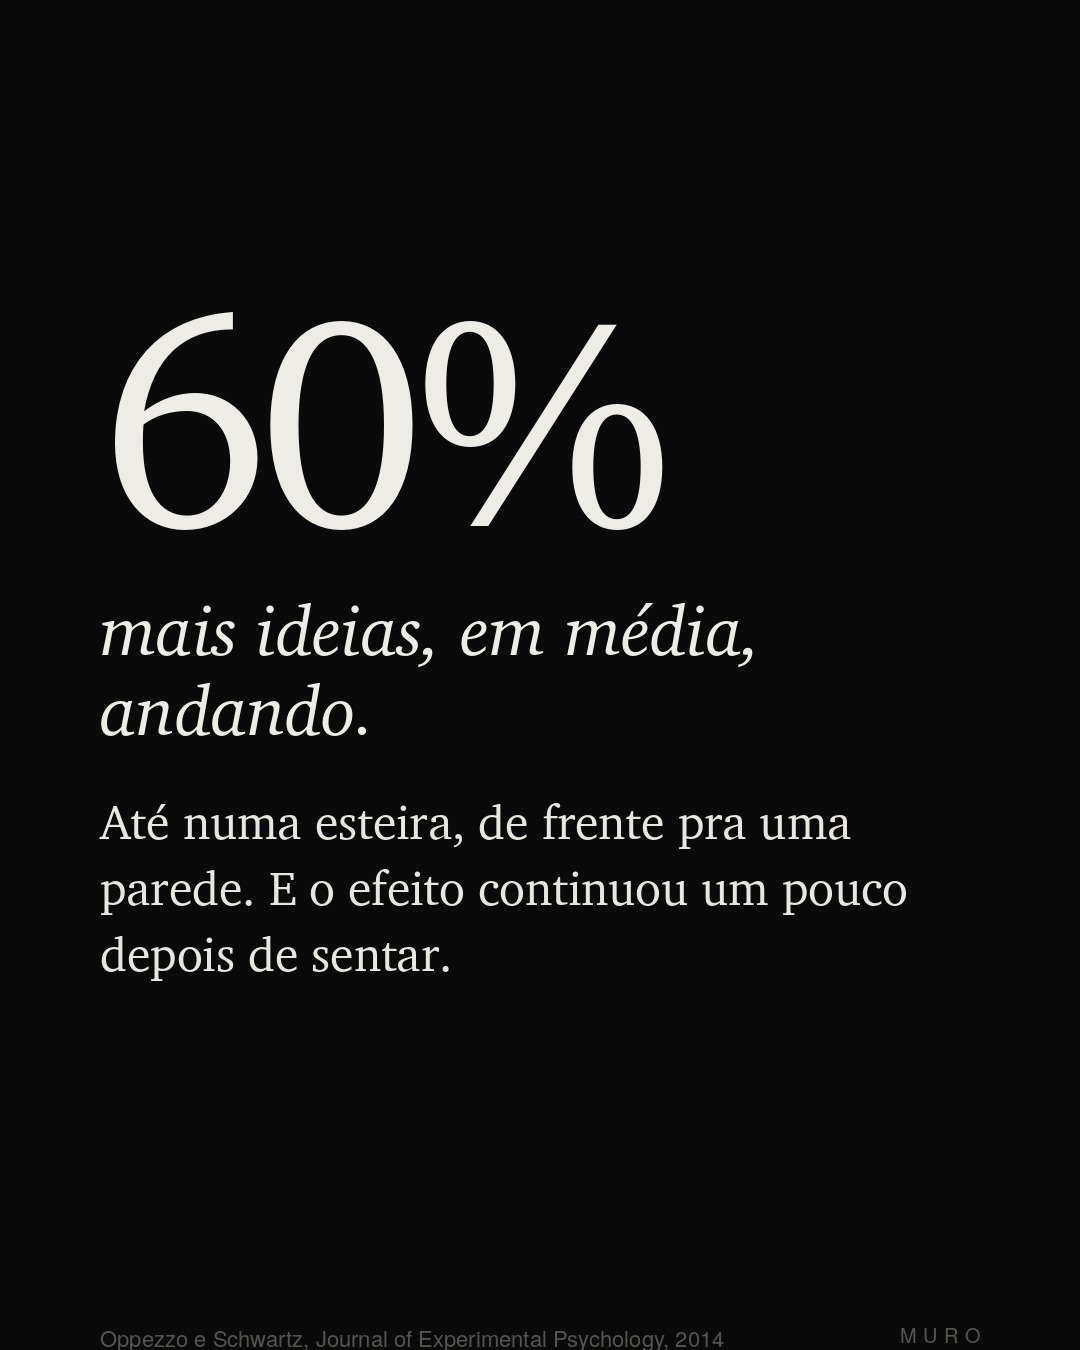 60%
mais ideias, em média,
andando.
Até numa esteira, de frente pra uma
parede. E o efeito continuou um pouco
depois de sentar.
Oppezzo e Schwartz, Journal of Experimental Psychology, 2014
MURO